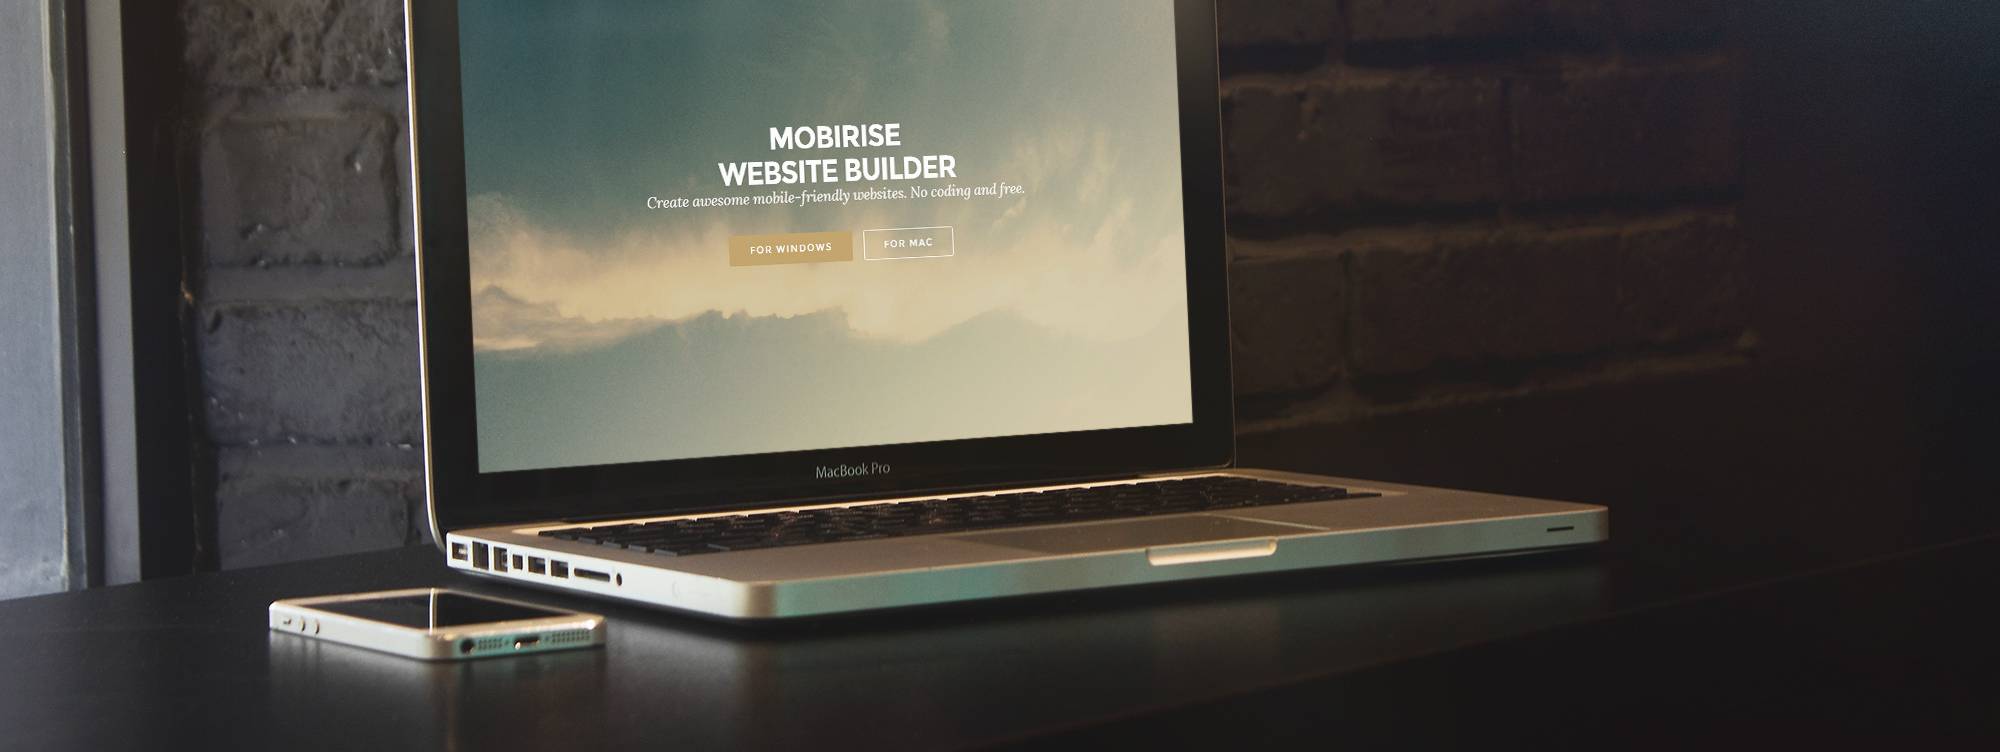 MOBIRISE
WEBSITE BUILDER
Create awesome mobile-friendly websites. No coding and free.
FOR WINDOWS
FOR MAC
MacBook Pro